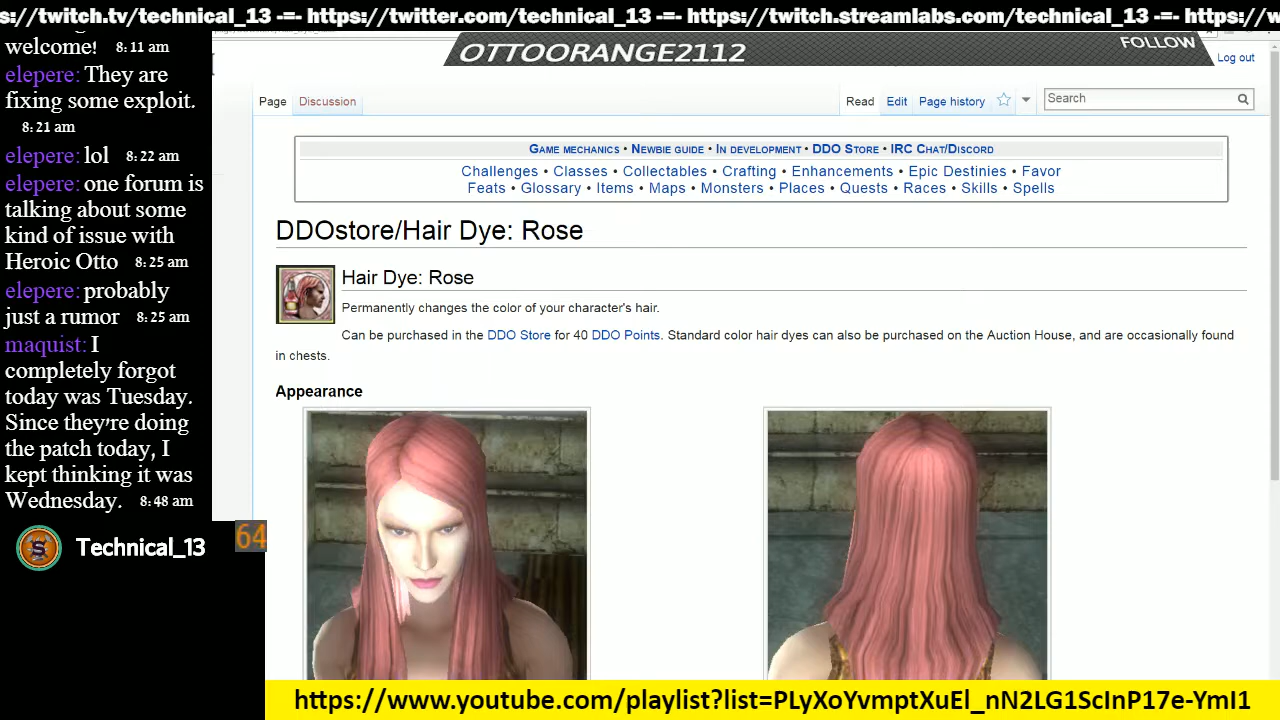 s://twitch.tv/technical_13 -=- https://twitter.com/technical_13 -=- https://twitch.streamlabs.com/technical_13 -=- https://w
welcome! 8:11 am
elepere: They are
fixing some exploit.
8:21 am
elepere: lol 8:22 am
elepere: one forum is
talking about some
kind of issue with
Heroic Otto 8:25 am
elepere: probably
just a rumor 8:25 am
maquist: I
completely forgot
today was Tuesday.
Since they're doing
the patch today, I
kept thinking it was
Wednesday. 8:48 am
Technical_13
64
OTTOORANGE2112
FOLLOW
Log out
Page Discussion Read Edit Page history Search
Game mechanics • Newbie guide • In development • DDO Store • IRC Chat/Discord
Challenges • Classes • Collectables • Crafting • Enhancements • Epic Destinies • Favor
Feats • Glossary • Items • Maps • Monsters • Places • Quests • Races • Skills • Spells
DDOstore/Hair Dye: Rose
Hair Dye: Rose
Permanently changes the color of your character's hair.
Can be purchased in the DDO Store for 40 DDO Points. Standard color hair dyes can also be purchased on the Auction House, and are occasionally found
in chests.
Appearance
https://www.youtube.com/playlist?list=PLyXoYvmptXuEl_nN2LG1ScInP17e-YmI1